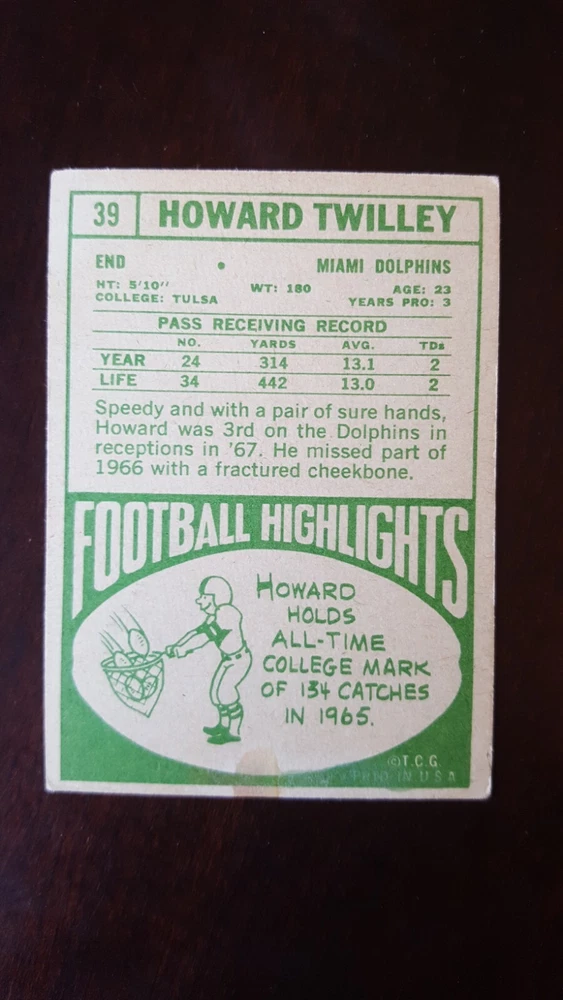 39 HOWARD TWILLEY
END • MIAMI DOLPHINS
HT: 5'10" WT: 180 AGE: 23
COLLEGE: TULSA YEARS PRO: 3
PASS RECEIVING RECORD
NO. YARDS AVG. TDs
YEAR 24 314 13.1 2
LIFE 34 442 13.0 2
Speedy and with a pair of sure hands,
Howard was 3rd on the Dolphins in
receptions in '67. He missed part of
1966 with a fractured cheekbone.
FOOTBALL HIGHLIGHTS
HOWARD
HOLDS
ALL-TIME
COLLEGE MARK
OF 134 CATCHES
IN 1965.
©T.C.G.
IN U S A